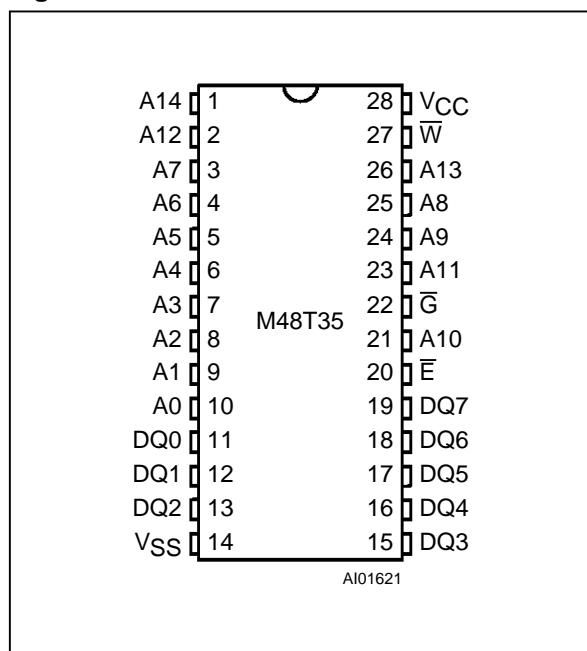 A14 1 28 VCC
A12 2 27 W̅
A7 3 26 A13
A6 4 25 A8
A5 5 24 A9
A4 6 23 A11
A3 7 22 G̅
M48T35
A2 8 21 A10
A1 9 20 E̅
A0 10 19 DQ7
DQ0 11 18 DQ6
DQ1 12 17 DQ5
DQ2 13 16 DQ4
VSS 14 15 DQ3
AI01621